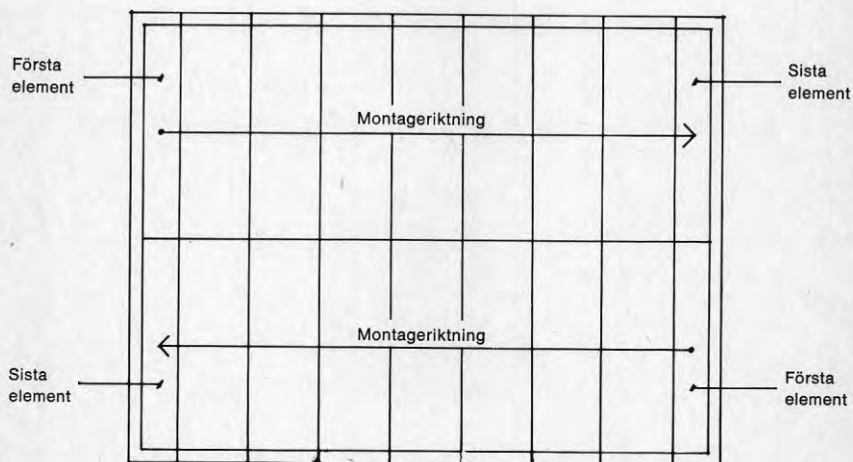 Första
element
Sista
element
Montageriktning
Montageriktning
Sista
element
Första
element